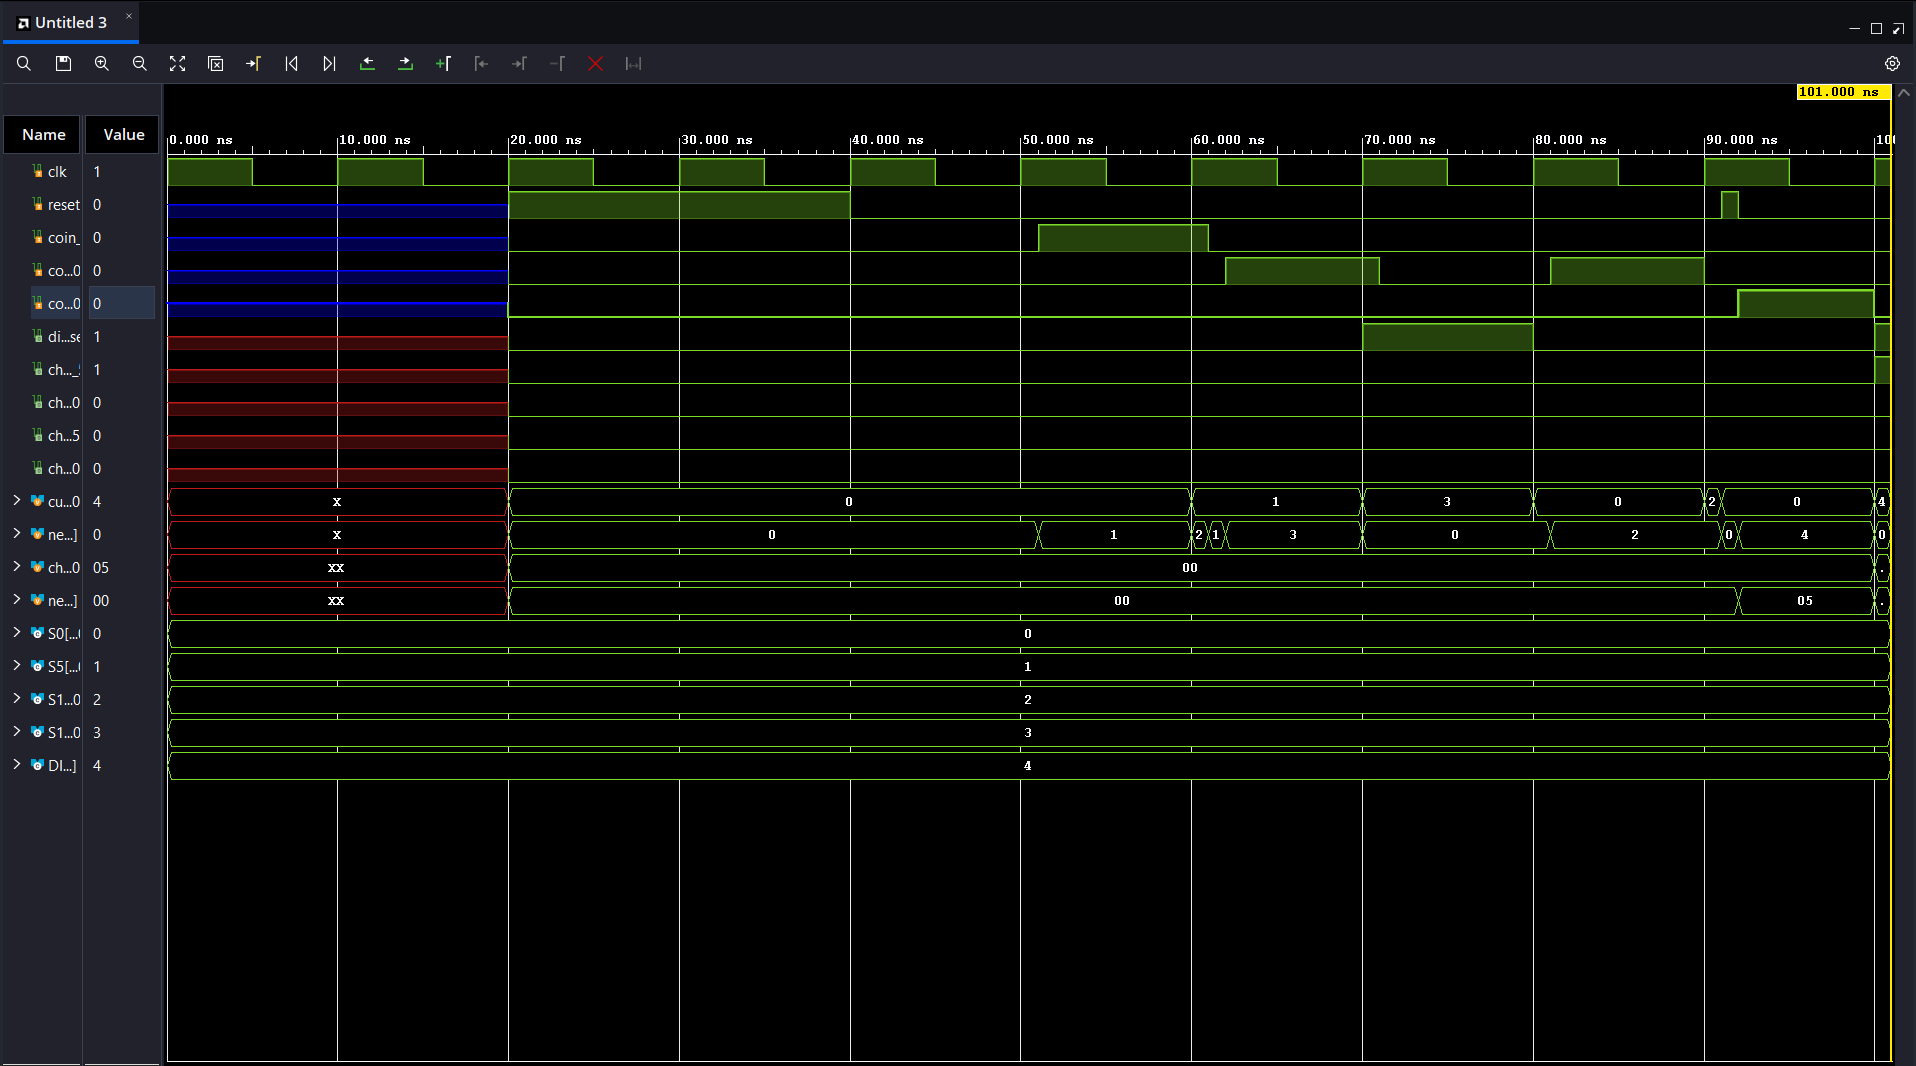 Untitled 3
101.000 ns
Name Value
0.000 ns 10.000 ns 20.000 ns 30.000 ns 40.000 ns 50.000 ns 60.000 ns 70.000 ns 80.000 ns 90.000 ns
clk 1
reset 0
coin_ 0
co...0 0
co...0 0
di...se 1
ch..._ 1
ch...0 0
ch...5 0
ch...0 0
cu...0 4 X 0 1 3 0 2 0 4
ne...] 0 X 0 1 2 1 3 0 2 0 4 0
ch...0 05 XX 00 .
ne...] 00 XX 00 05 .
S0[... 0 0
S5[... 1 1
S1...0 2 2
S1...0 3 3
DI...] 4 4